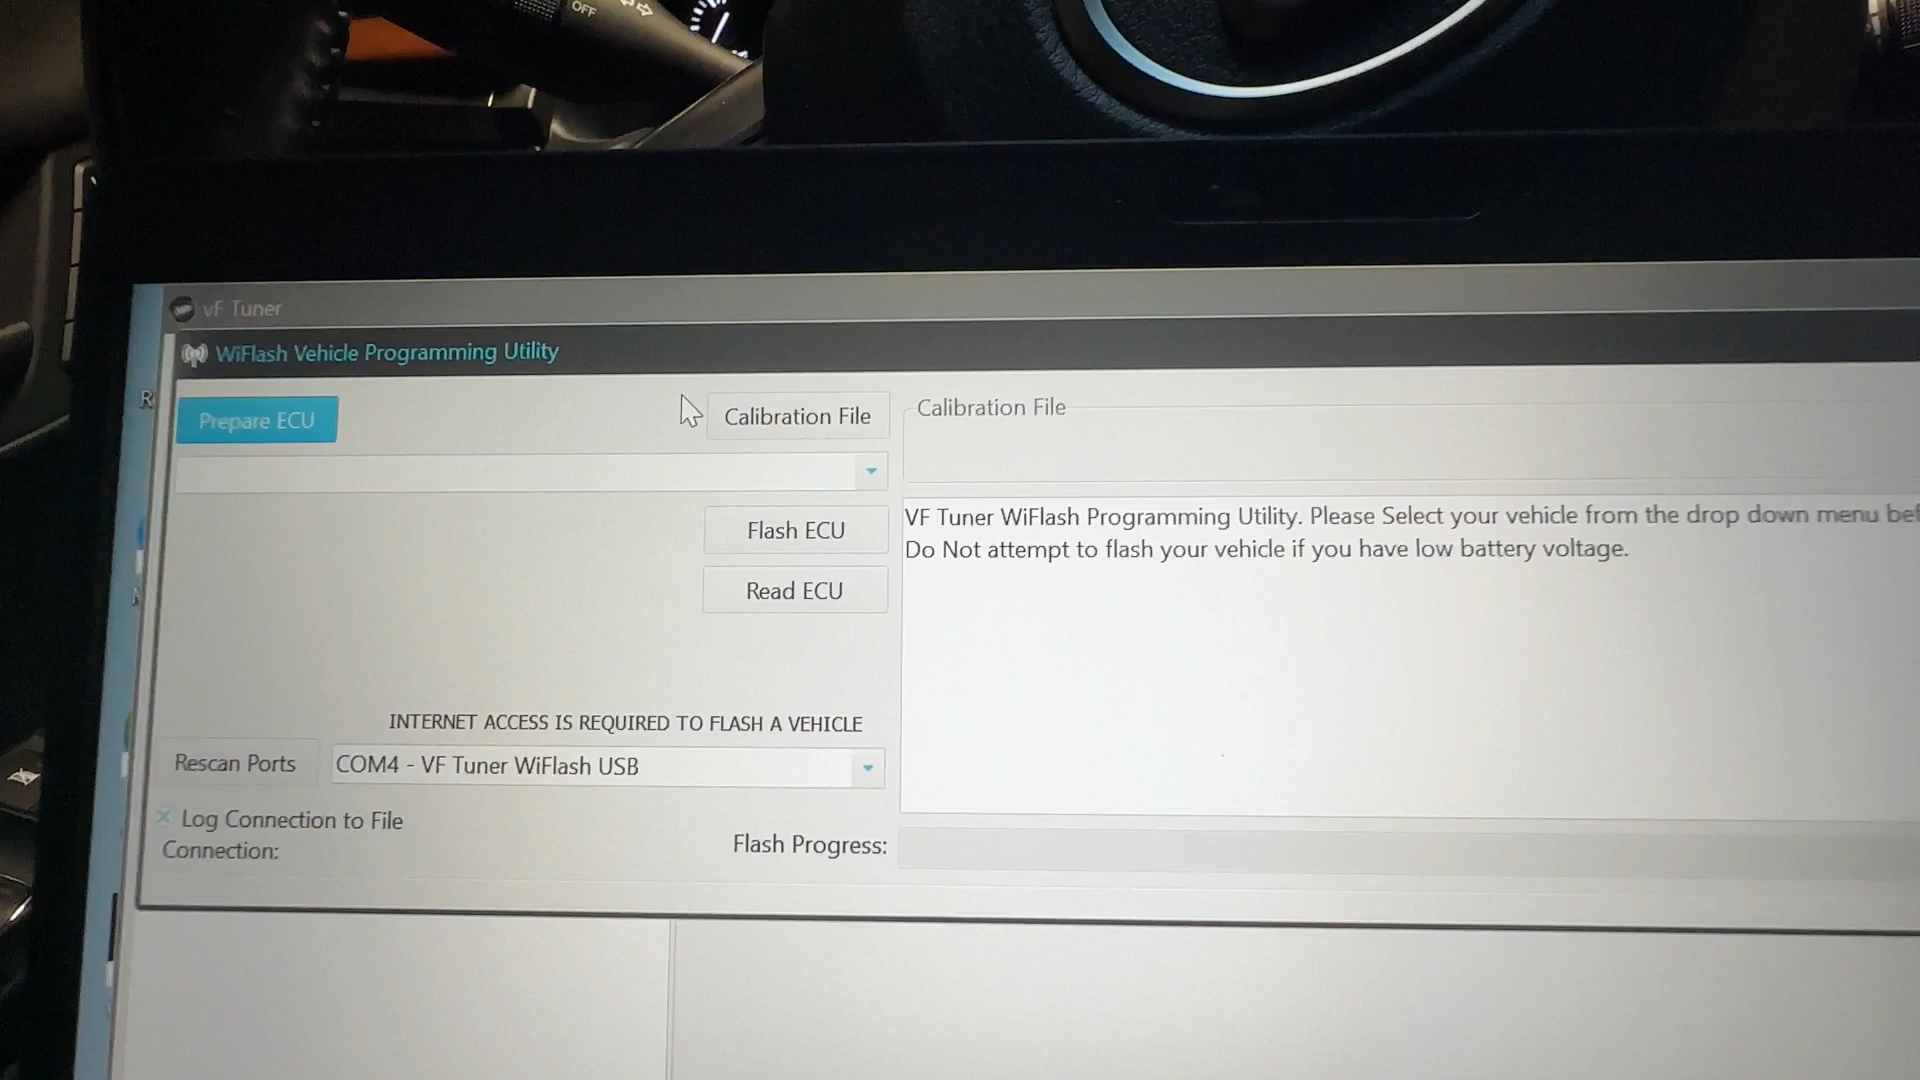 OFF
vF Tuner
WiFlash Vehicle Programming Utility
Prepare ECU
Calibration File
Calibration File
Flash ECU
VF Tuner WiFlash Programming Utility. Please Select your vehicle from the drop down menu bef
Do Not attempt to flash your vehicle if you have low battery voltage.
Read ECU
INTERNET ACCESS IS REQUIRED TO FLASH A VEHICLE
Rescan Ports
COM4 - VF Tuner WiFlash USB
Log Connection to File
Connection:
Flash Progress: